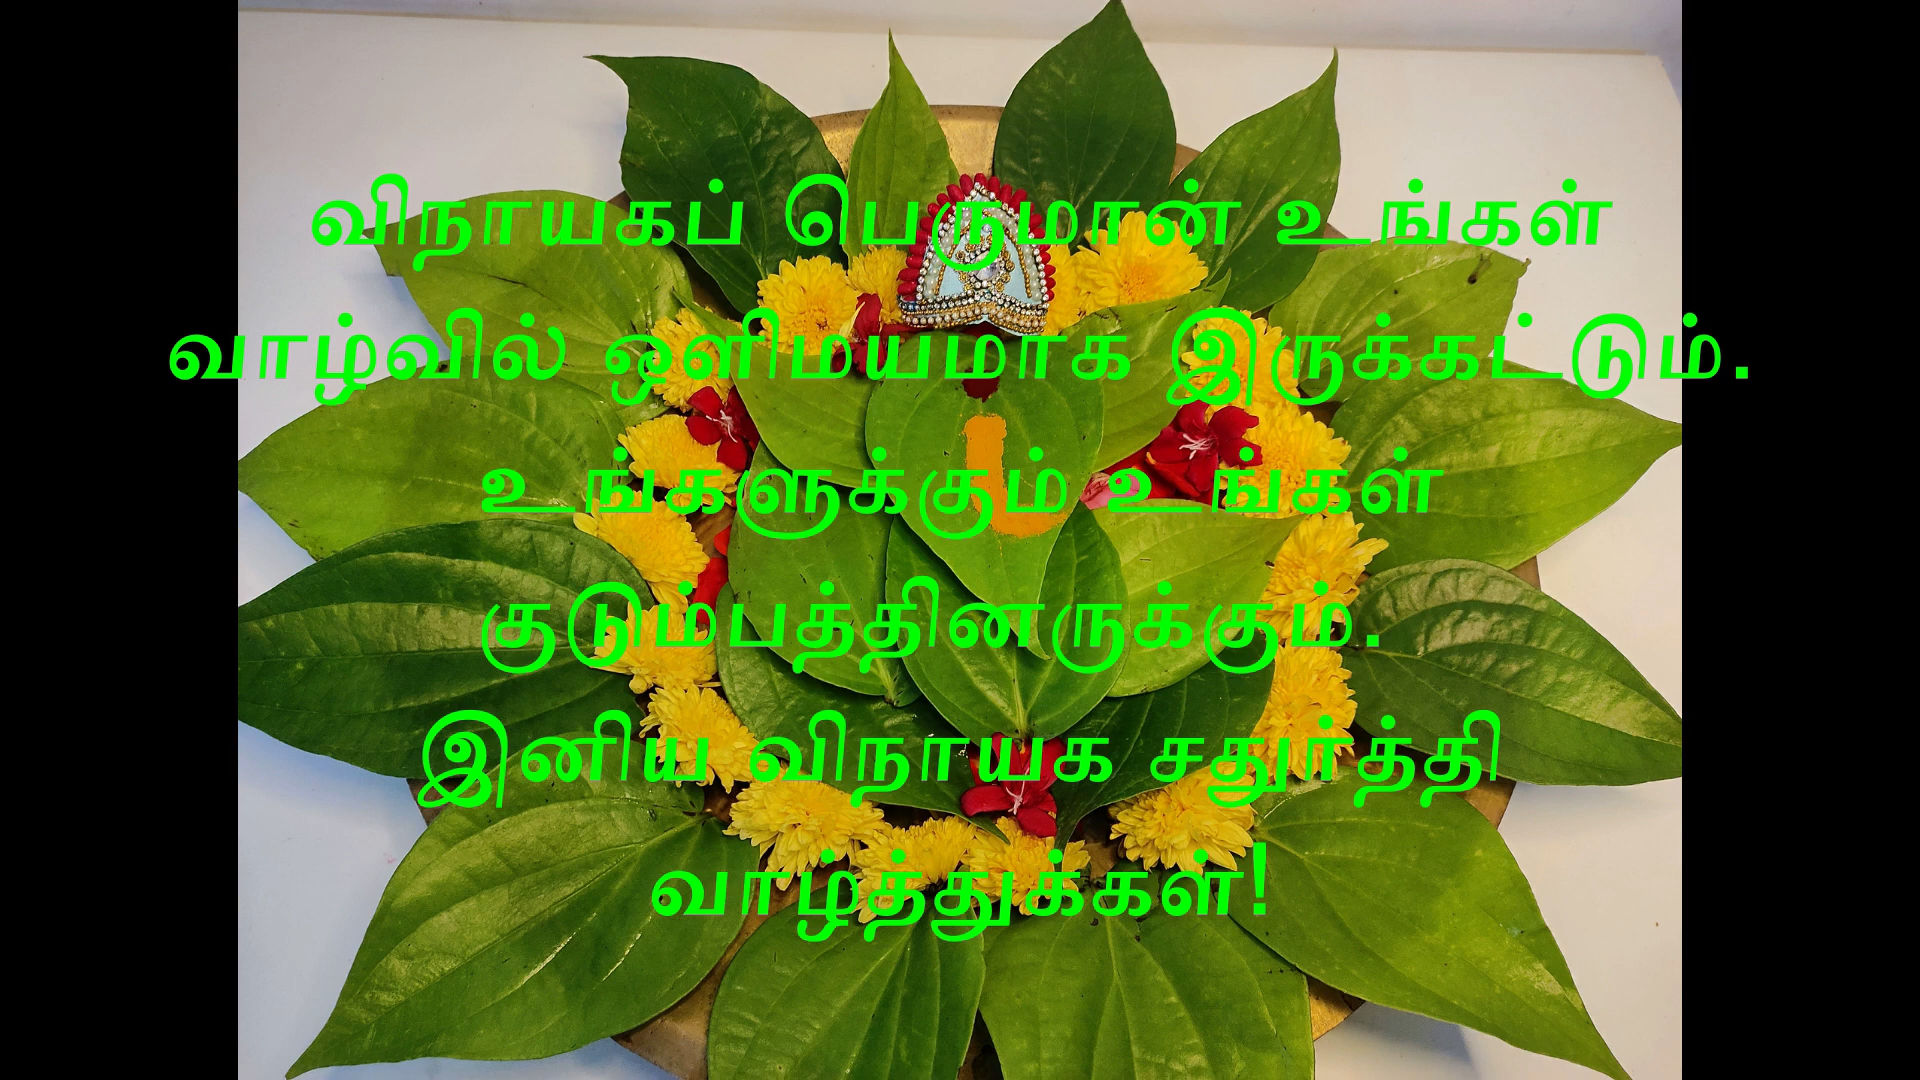 விநாயகப் பெருமான் உங்கள்
வாழ்வில் ஒளிமயமாக இருக்கட்டும்.
உங்களுக்கும் உங்கள்
குடும்பத்தினருக்கும்.
இனிய விநாயக சதுர்த்தி
வாழ்த்துக்கள்!